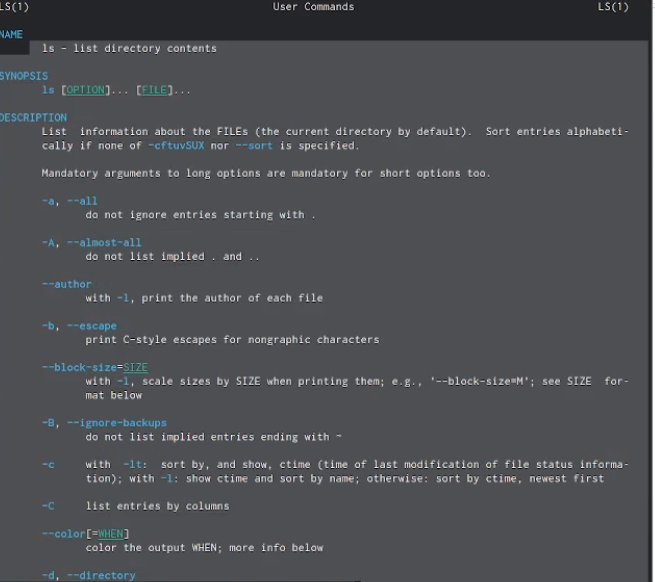 LS(1) User Commands LS(1)
NAME
ls - list directory contents
SYNOPSIS
ls [OPTION]... [FILE]...
DESCRIPTION
List information about the FILEs (the current directory by default). Sort entries alphabeti-
cally if none of -cftuvSUX nor --sort is specified.
Mandatory arguments to long options are mandatory for short options too.
-a, --all
do not ignore entries starting with .
-A, --almost-all
do not list implied . and ..
--author
with -l, print the author of each file
-b, --escape
print C-style escapes for nongraphic characters
--block-size=SIZE
with -l, scale sizes by SIZE when printing them; e.g., '--block-size=M'; see SIZE for-
mat below
-B, --ignore-backups
do not list implied entries ending with ~
-c with -lt: sort by, and show, ctime (time of last modification of file status informa-
tion); with -l: show ctime and sort by name; otherwise: sort by ctime, newest first
-C list entries by columns
--color[=WHEN]
color the output WHEN; more info below
-d, --directory